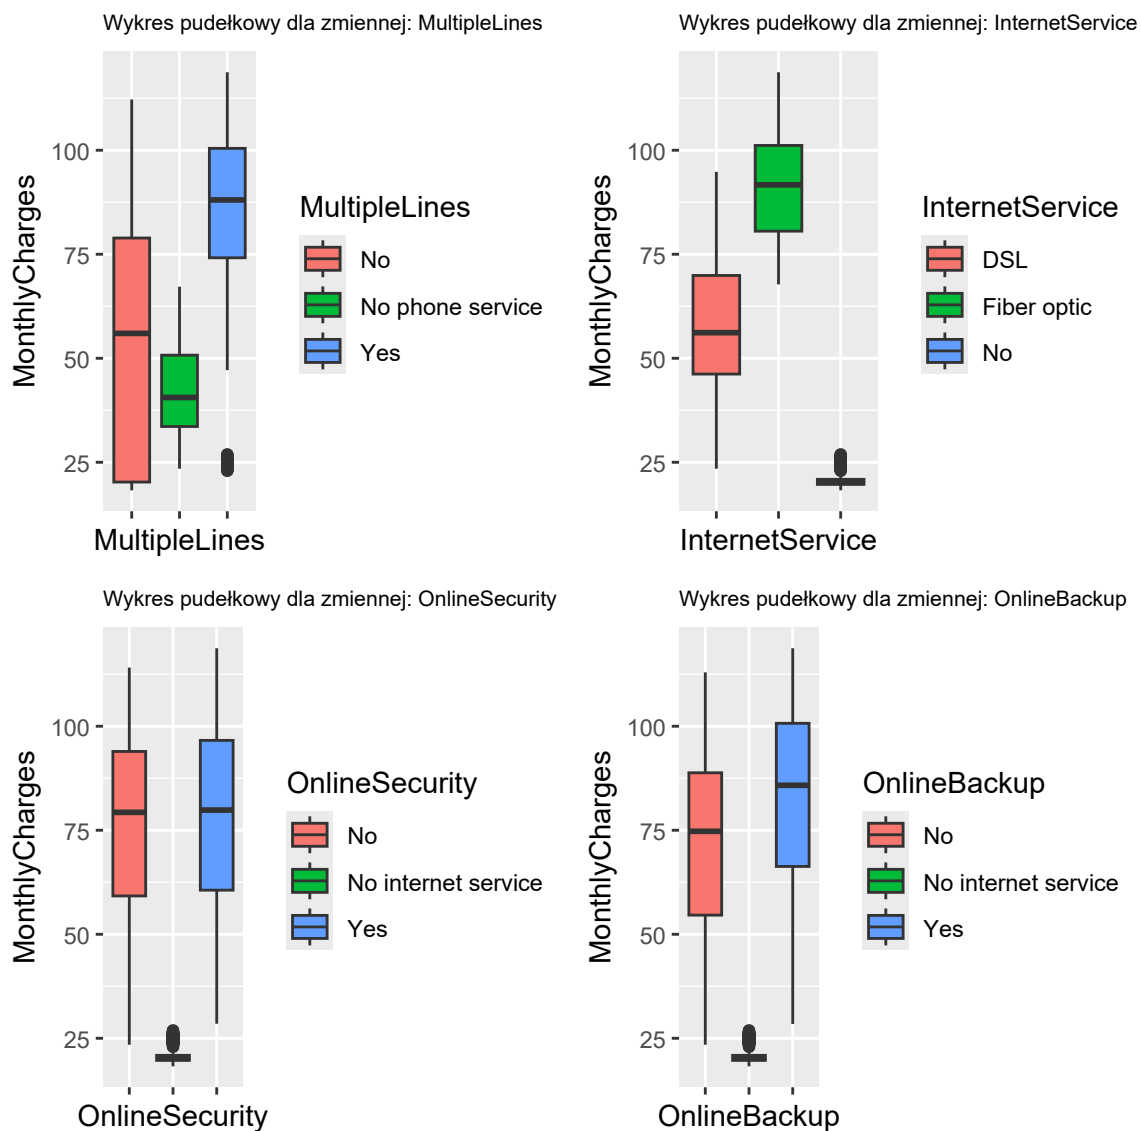 Wykres pudełkowy dla zmiennej: MultipleLines
MonthlyCharges
100
75
50
25
MultipleLines
MultipleLines
No
No phone service
Yes
Wykres pudełkowy dla zmiennej: InternetService
MonthlyCharges
100
75
50
25
InternetService
InternetService
DSL
Fiber optic
No
Wykres pudełkowy dla zmiennej: OnlineSecurity
MonthlyCharges
100
75
50
25
OnlineSecurity
OnlineSecurity
No
No internet service
Yes
Wykres pudełkowy dla zmiennej: OnlineBackup
MonthlyCharges
100
75
50
25
OnlineBackup
OnlineBackup
No
No internet service
Yes